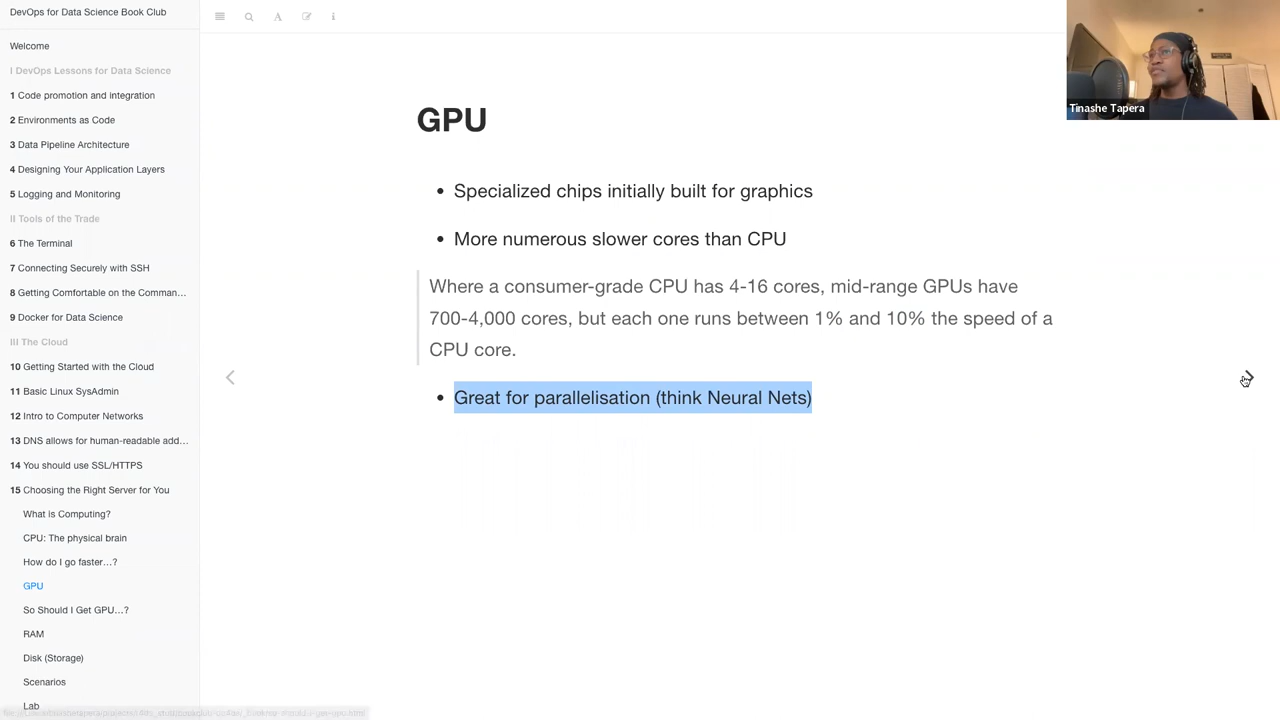 DevOps for Data Science Book Club
Welcome
I DevOps Lessons for Data Science
1 Code promotion and integration
2 Environments as Code
3 Data Pipeline Architecture
4 Designing Your Application Layers
5 Logging and Monitoring
II Tools of the Trade
6 The Terminal
7 Connecting Securely with SSH
8 Getting Comfortable on the Comman...
9 Docker for Data Science
III The Cloud
10 Getting Started with the Cloud
11 Basic Linux SysAdmin
12 Intro to Computer Networks
13 DNS allows for human-readable add...
14 You should use SSL/HTTPS
15 Choosing the Right Server for You
What is Computing?
CPU: The physical brain
How do I go faster...?
GPU
So Should I Get GPU...?
RAM
Disk (Storage)
Scenarios
Lab
A
i
GPU
• Specialized chips initially built for graphics
• More numerous slower cores than CPU
Where a consumer-grade CPU has 4-16 cores, mid-range GPUs have
700-4,000 cores, but each one runs between 1% and 10% the speed of a
CPU core.
• Great for parallelisation (think Neural Nets)
Tinashe Tapera